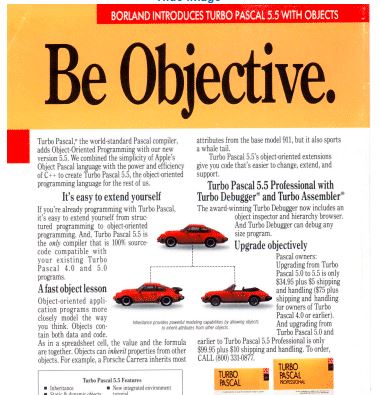 BORLAND INTRODUCES TURBO PASCAL 5.5 WITH OBJECTS
Be Objective.
Turbo Pascal,® the world-standard Pascal compiler,
adds Object-Oriented Programming with our new
version 5.5. We combined the simplicity of Apple's
Object Pascal language with the power and efficiency
of C++ to create Turbo Pascal 5.5, the object-oriented
programming language for the rest of us.
It's easy to extend yourself
If you're already programming with Turbo Pascal,
it's easy to extend yourself from struc-
tured programming to object-oriented
programming. And, Turbo Pascal 5.5 is
the only compiler that is 100% source-
code compatible with
your existing Turbo
Pascal 4.0 and 5.0
programs.
A fast object lesson
Object-oriented appli-
cation programs more
closely model the way
you think. Objects con-
tain both data and code.
As in a spreadsheet cell, the value and the formula
are together. Objects can inherit properties from other
objects. For example, a Porsche Carrera inherits most
attributes from the base model 911, but it also sports
a whale tail.
Turbo Pascal 5.5's object-oriented extensions
give you code that's easier to change, extend, and
support.
Turbo Pascal 5.5 Professional with
Turbo Debugger® and Turbo Assembler®
The award-winning Turbo Debugger now includes an
object inspector and hierarchy browser.
And Turbo Debugger can debug any
size program.
Upgrade objectively
Pascal owners:
Upgrading from Turbo
Pascal 5.0 to 5.5 is only
$34.95 plus $5 shipping
and handling ($75 plus
shipping and handling
for owners of Turbo
Pascal 4.0 or earlier).
And upgrading from
Turbo Pascal 5.0 and
earlier to Turbo Pascal 5.5 Professional is only
$99.95 plus $10 shipping and handling. To order,
CALL (800) 331-0877.
Inheritance provides powerful modeling capabilities by allowing objects
to inherit attributes from other objects.
Turbo Pascal 5.5 Features
■ Inheritance
■ Static & dynamic objects
■ New integrated environment
tutorial
TURBO
PASCAL
TURBO
PASCAL
PROFESSIONAL